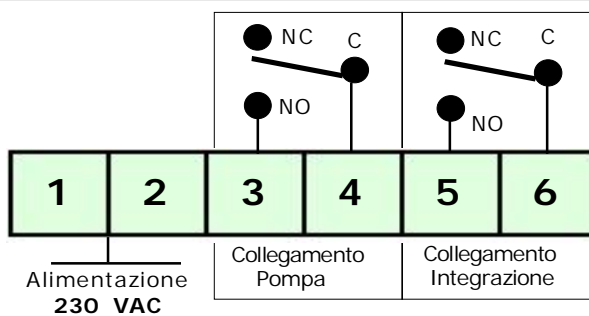 NC C
NO
NC C
NO
1 2 3 4 5 6
Alimentazione
230 VAC
Collegamento
Pompa
Collegamento
Integrazione